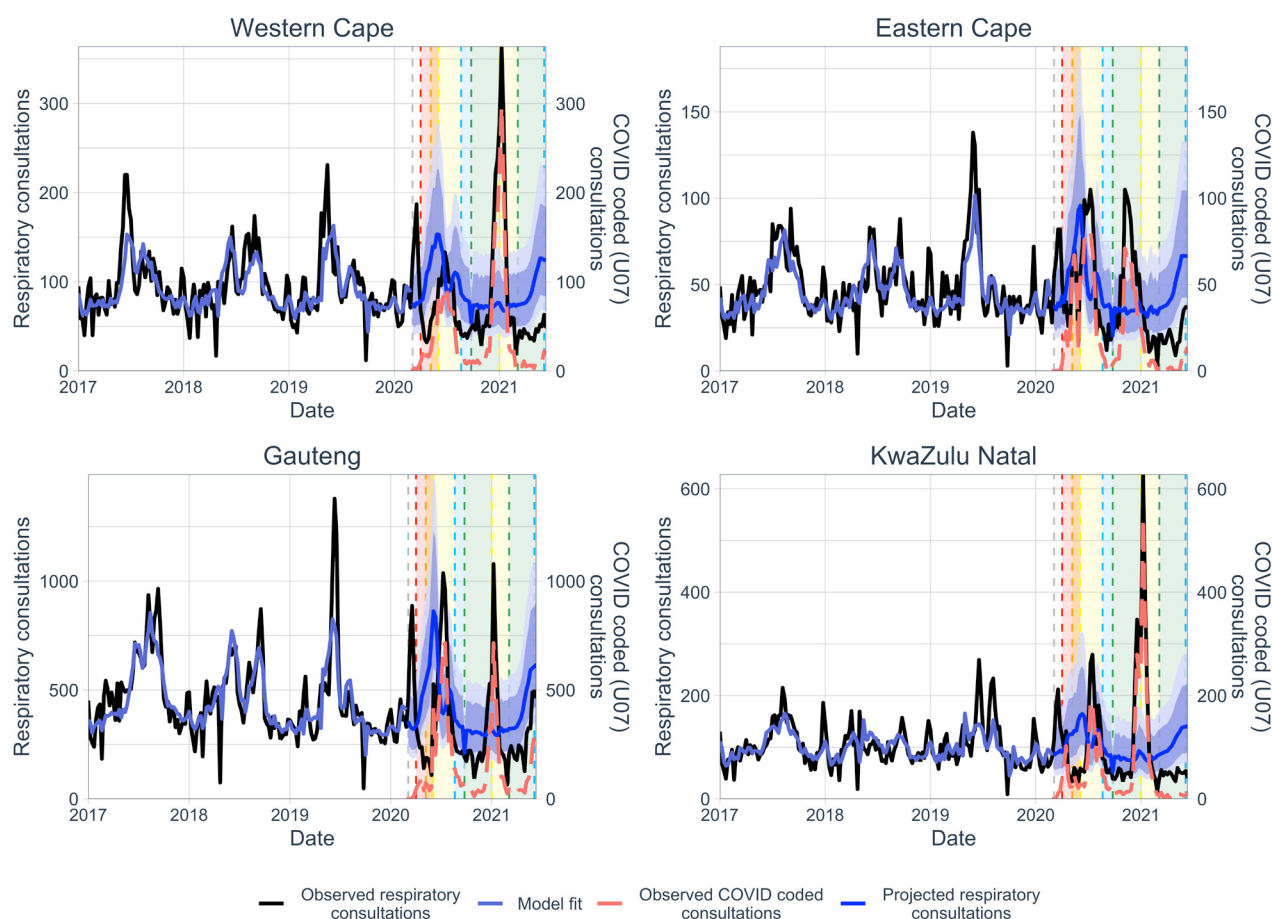 Western Cape
Eastern Cape
Respiratory consultations
300
200
100
0
300
200
100
0
COVID coded (U07)
consultations
2017
2018
2019
2020
2021
Date
Respiratory consultations
150
100
50
0
150
100
50
0
COVID coded (U07)
consultations
2017
2018
2019
2020
2021
Date
Gauteng
KwaZulu Natal
Respiratory consultations
1000
500
0
1000
500
0
COVID coded (U07)
consultations
2017
2018
2019
2020
2021
Date
Respiratory consultations
600
400
200
0
600
400
200
0
COVID coded (U07)
consultations
2017
2018
2019
2020
2021
Date
Observed respiratory
consultations
Model fit
Observed COVID coded
consultations
Projected respiratory
consultations